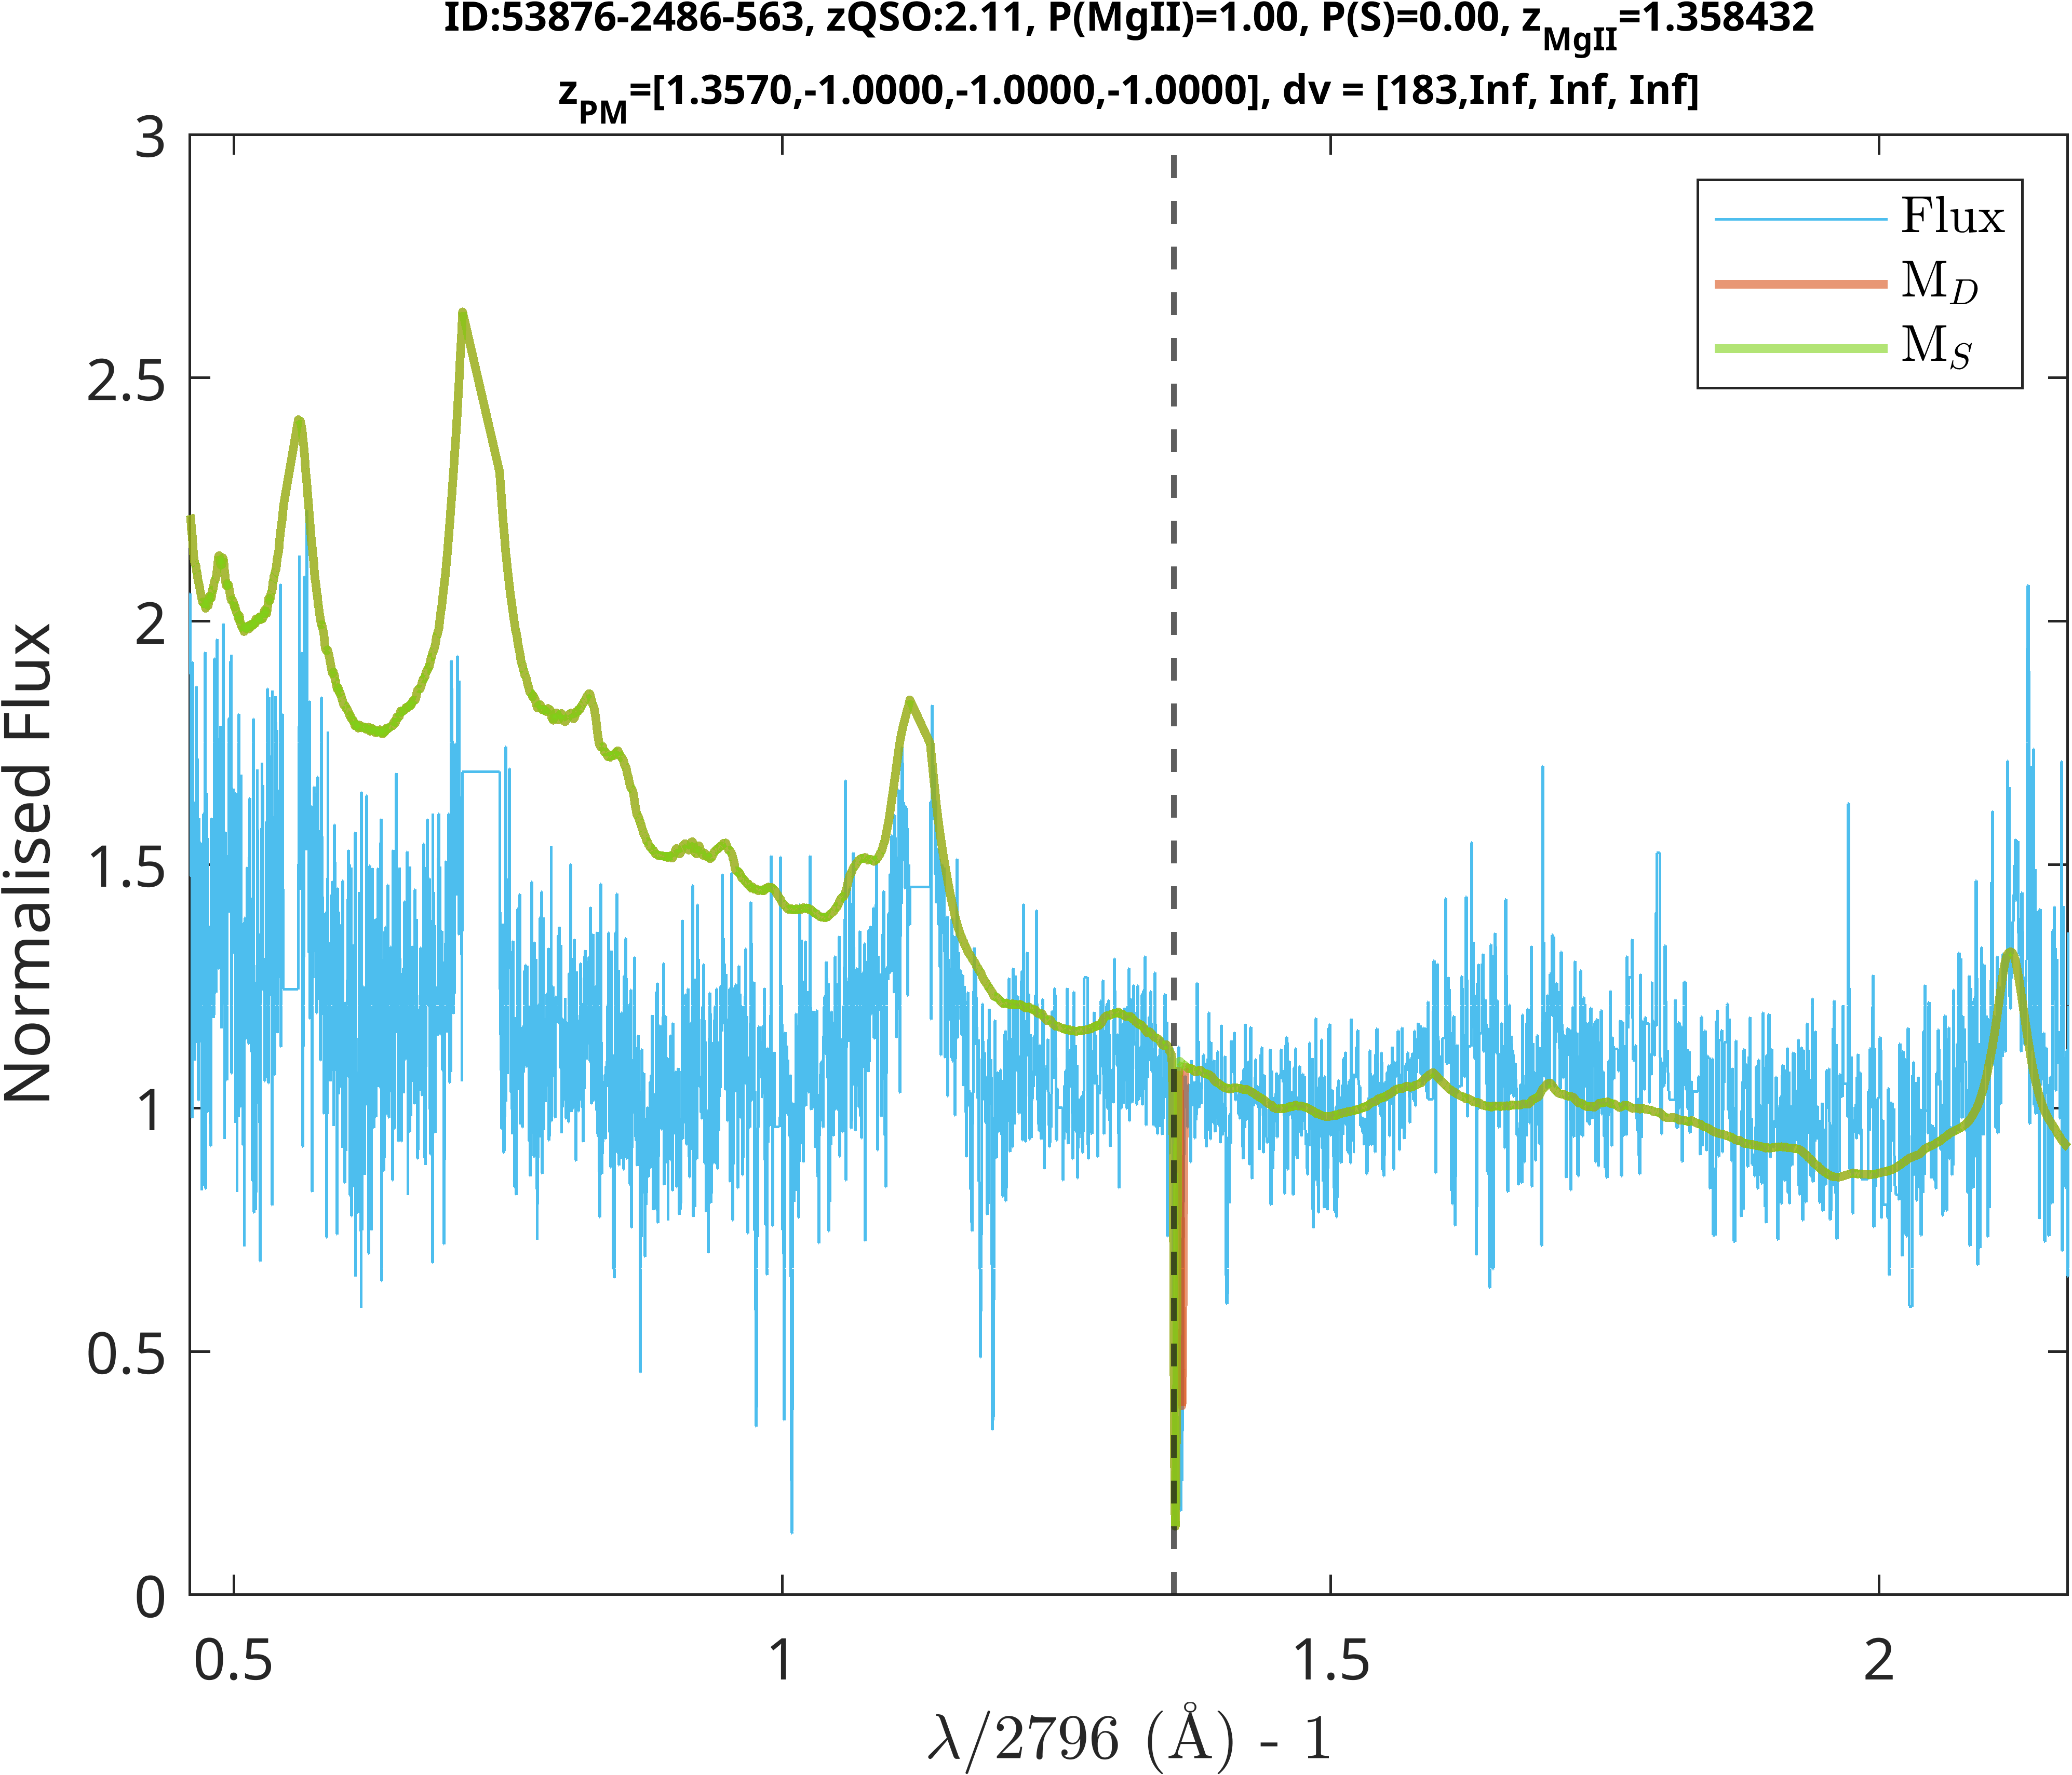 ID:53876-2486-563, zQSO:2.11, P(MgII)=1.00, P(S)=0.00, zMgII=1.358432
zPM=[1.3570,-1.0000,-1.0000,-1.0000], dv = [183,Inf, Inf, Inf]
3
2.5
2
1.5
1
0.5
0
Normalised Flux
Flux
MD
MS
0.5
1
1.5
2
λ/2796 (Å) - 1